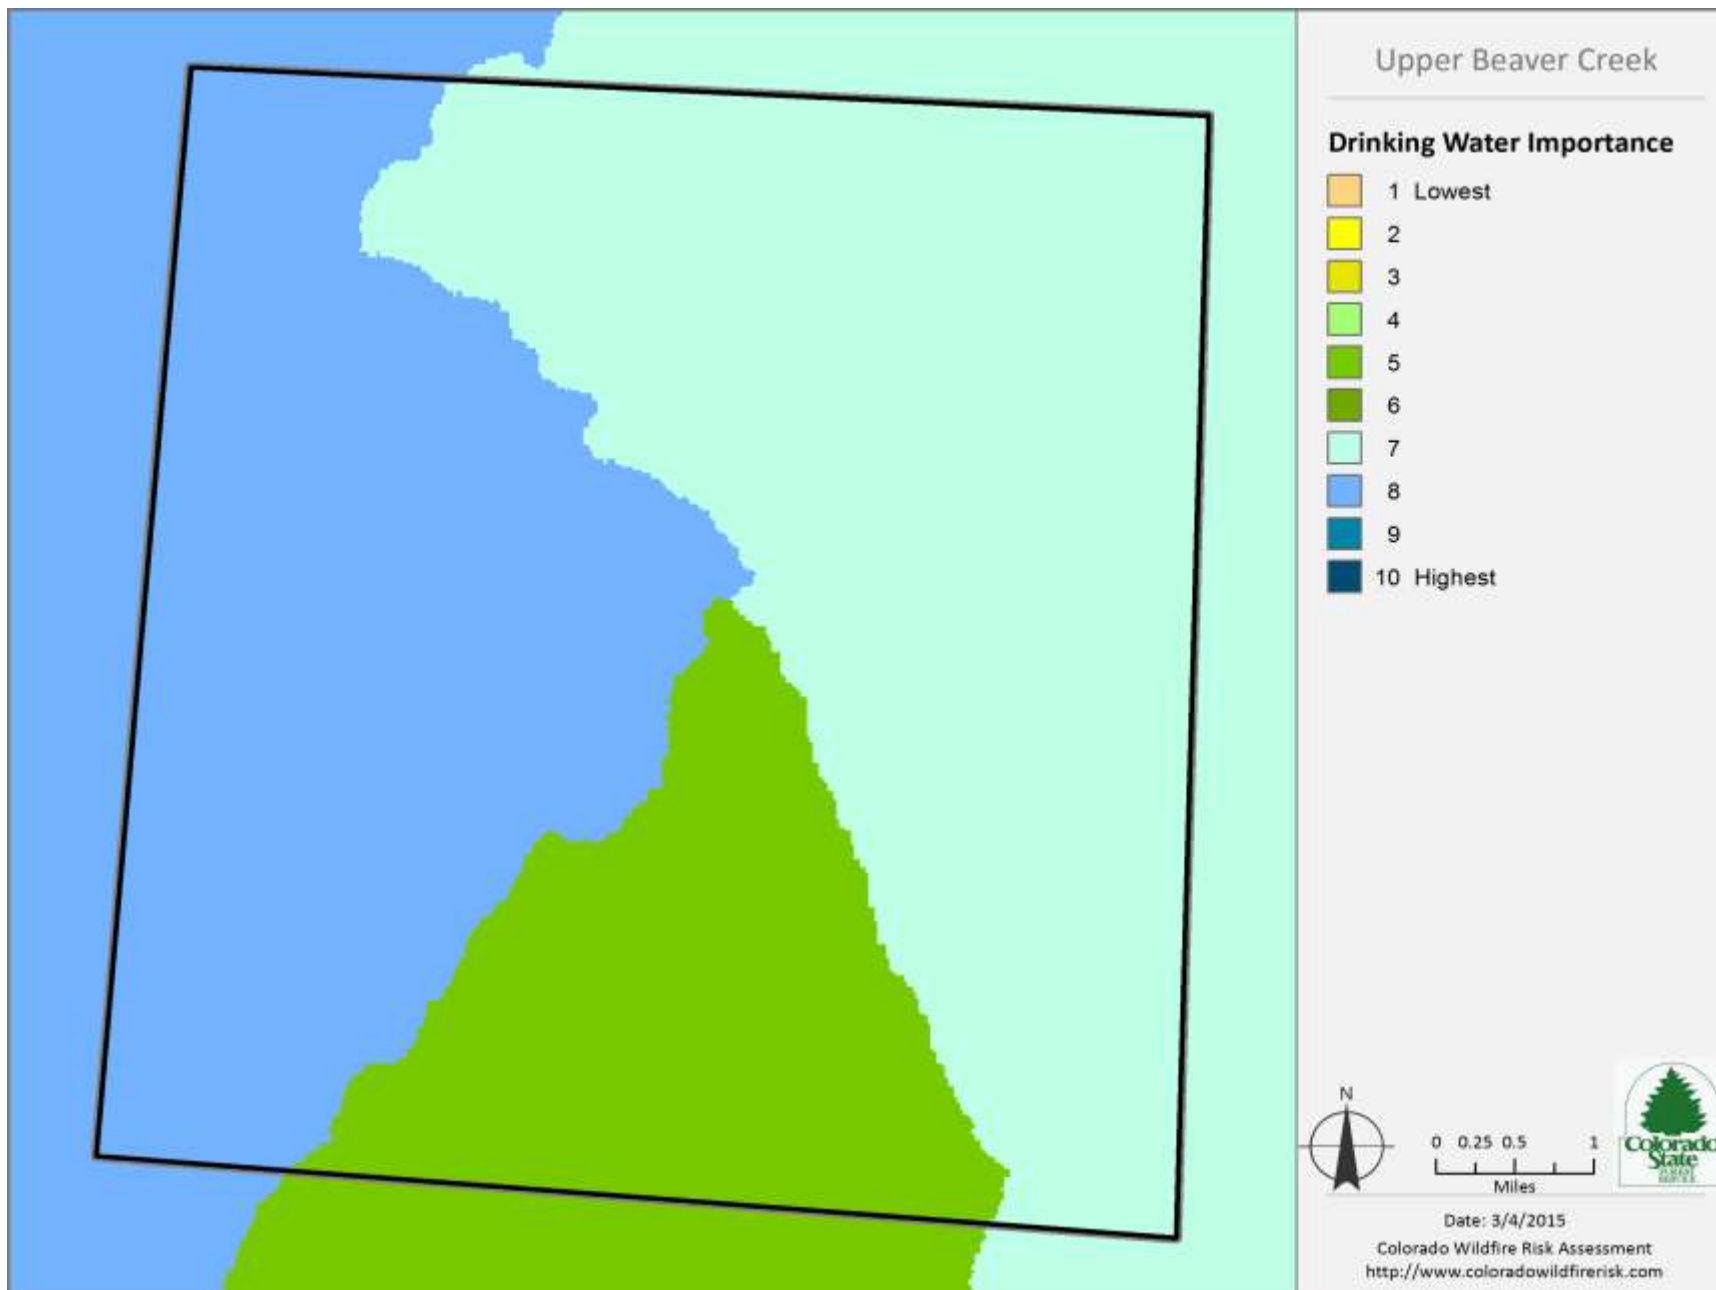 Upper Beaver Creek
Drinking Water Importance
1 Lowest
2
3
4
5
6
7
8
9
10 Highest
N
0 0.25 0.5 1
Miles
Colorado
State
FOREST
SERVICE
Date: 3/4/2015
Colorado Wildfire Risk Assessment
http://www.coloradowildfirerisk.com